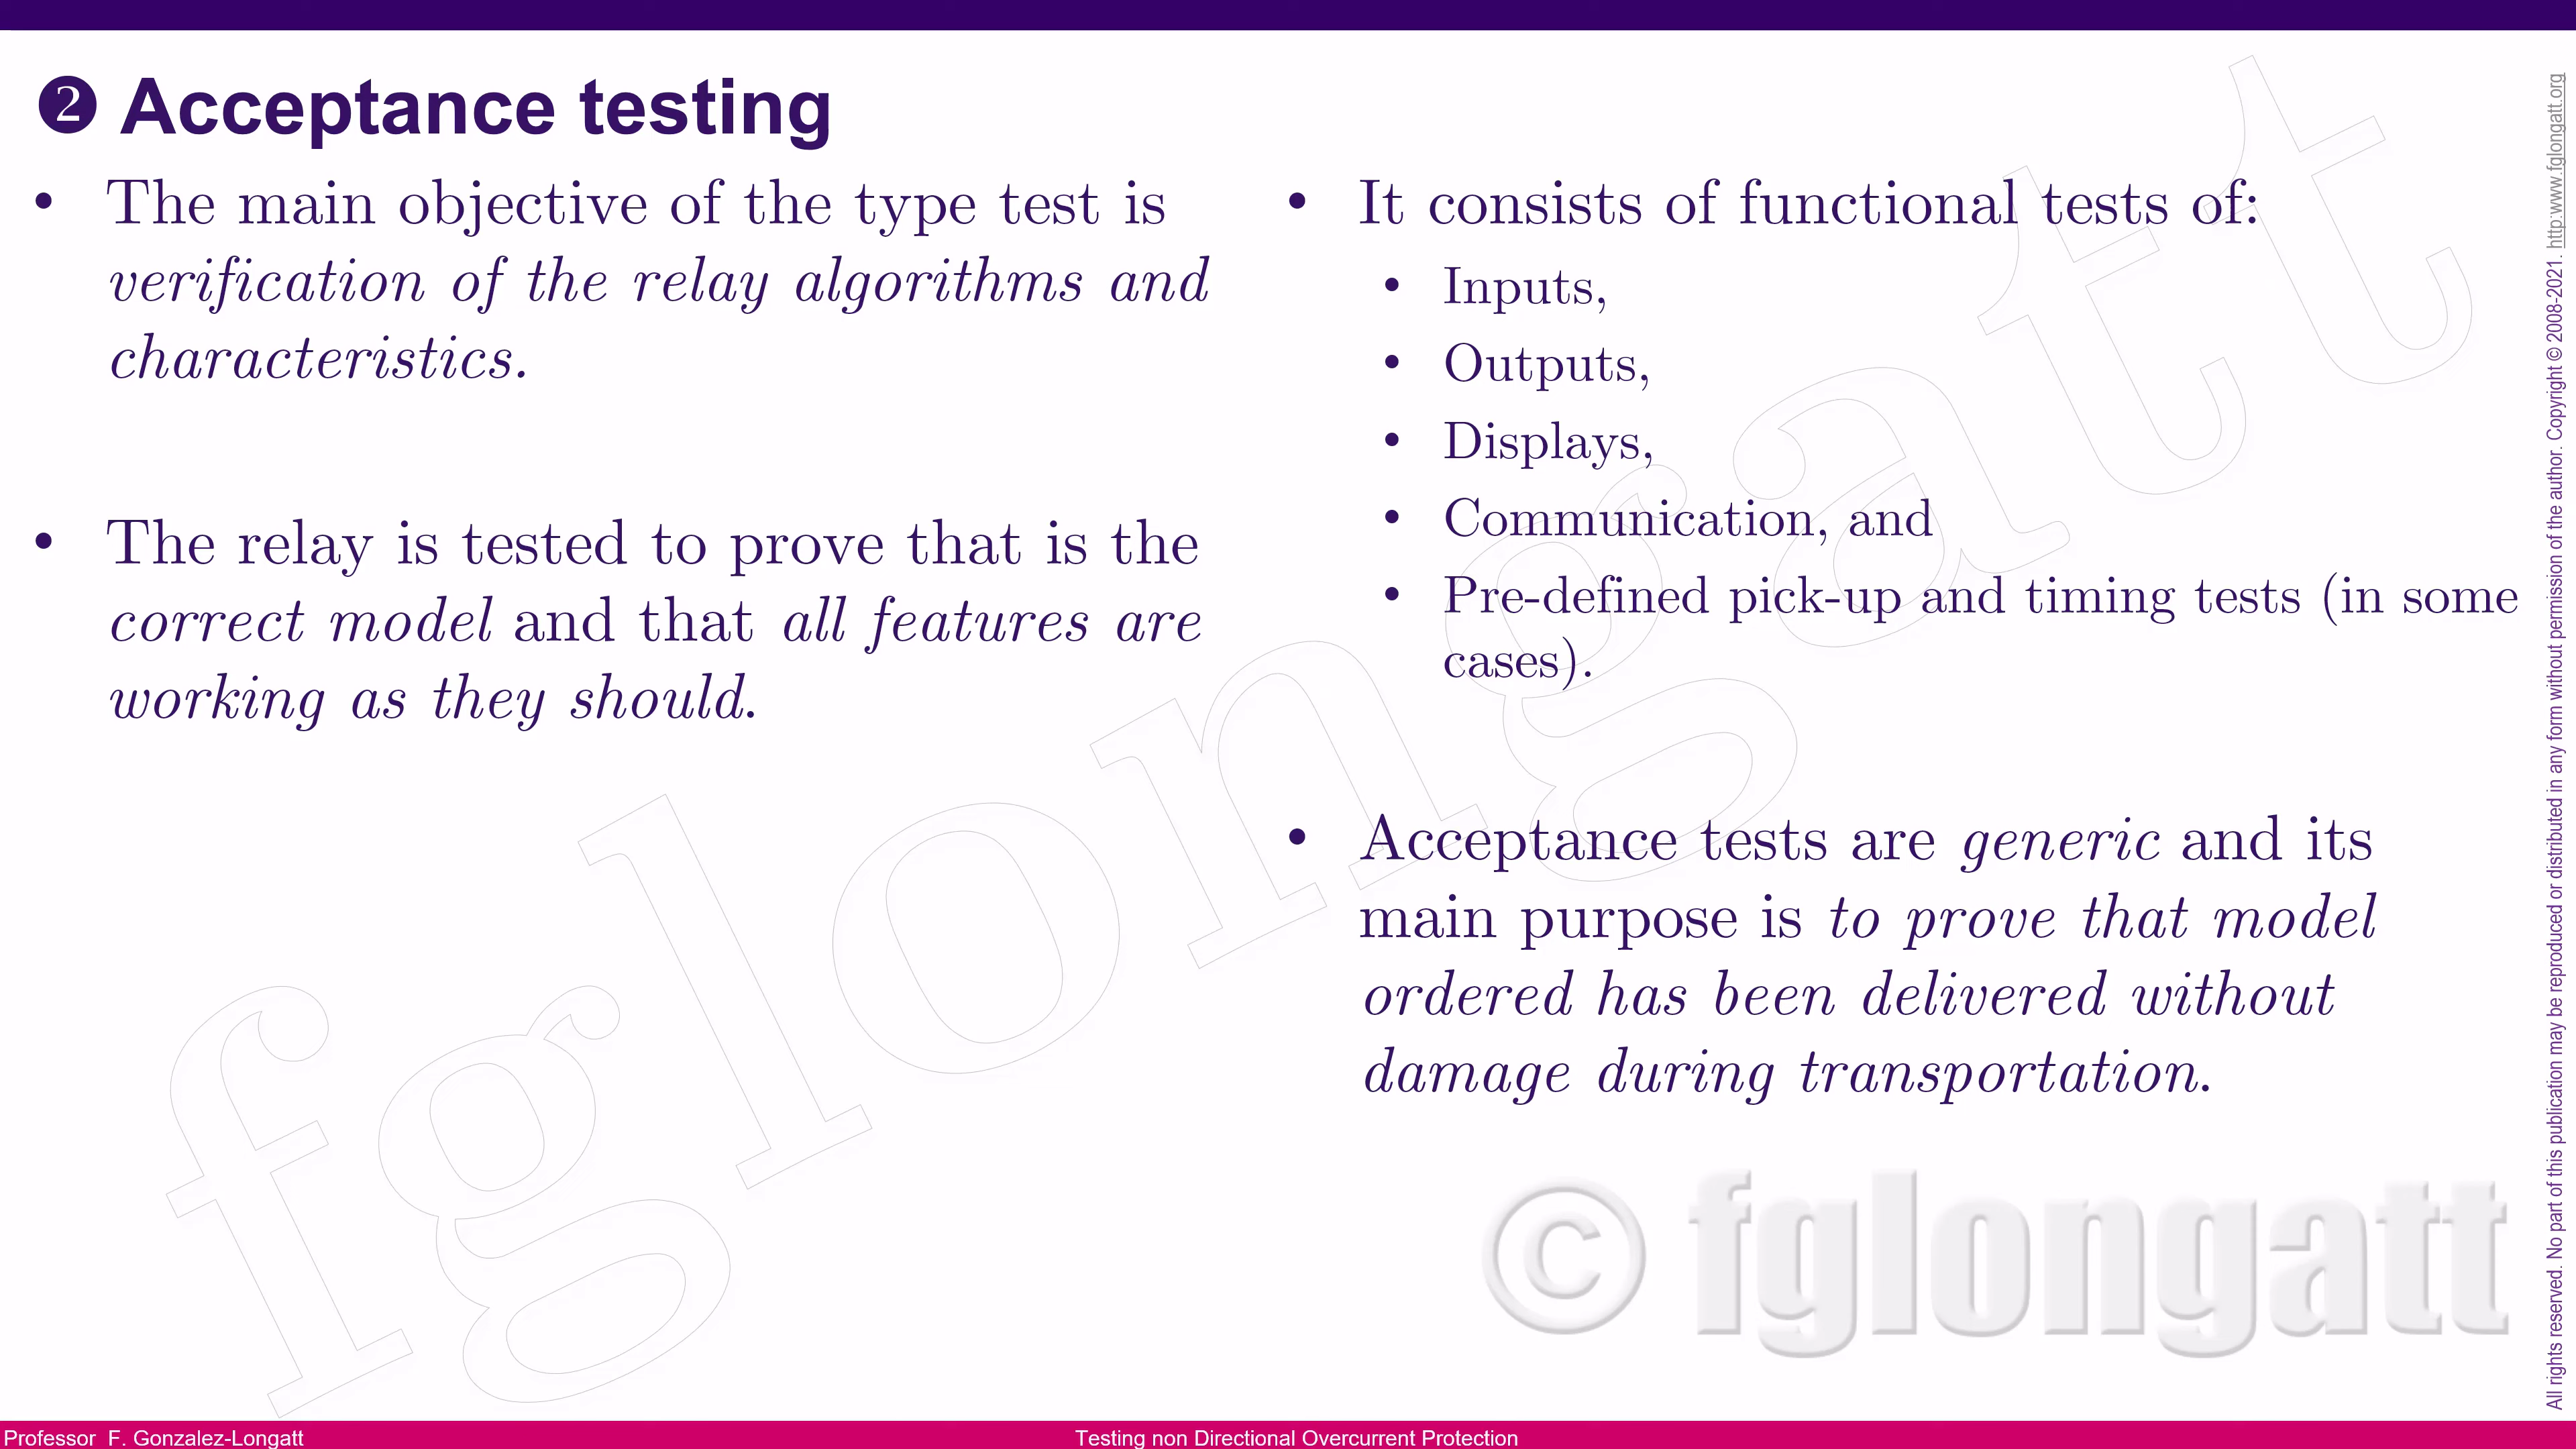 ❷ Acceptance testing
• The main objective of the type test is
verification of the relay algorithms and
characteristics.
• The relay is tested to prove that is the
correct model and that all features are
working as they should.
• It consists of functional tests of:
• Inputs,
• Outputs,
• Displays,
• Communication, and
• Pre-defined pick-up and timing tests (in some
cases).
• Acceptance tests are generic and its
main purpose is to prove that model
ordered has been delivered without
damage during transportation.
fglongatt
© fglongatt
All rights reserved. No part of this publication may be reproduced or distributed in any form without permission of the author. Copyright © 2008-2021. http:www.fglongatt.org
Professor F. Gonzalez-Longatt
Testing non Directional Overcurrent Protection